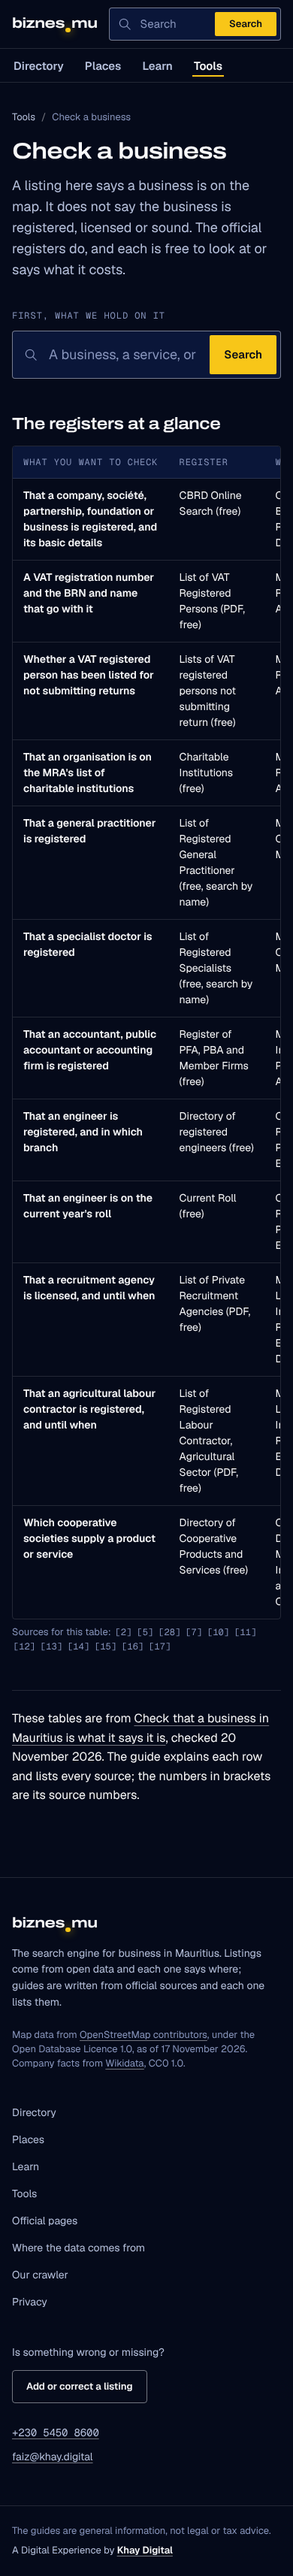 biznes.mu
Search
Search
Directory
Places
Learn
Tools
Tools / Check a business
Check a business
A listing here says a business is on the
map. It does not say the business is
registered, licensed or sound. The official
registers do, and each is free to look at or
says what it costs.
FIRST, WHAT WE HOLD ON IT
A business, a service, or
Search
The registers at a glance
WHAT YOU WANT TO CHECK
REGISTER
That a company, société,
partnership, foundation or
business is registered, and
its basic details
CBRD Online
Search (free)
A VAT registration number
and the BRN and name
that go with it
List of VAT
Registered
Persons (PDF,
free)
Whether a VAT registered
person has been listed for
not submitting returns
Lists of VAT
registered
persons not
submitting
return (free)
That an organisation is on
the MRA's list of
charitable institutions
Charitable
Institutions
(free)
That a general practitioner
is registered
List of
Registered
General
Practitioner
(free, search by
name)
That a specialist doctor is
registered
List of
Registered
Specialists
(free, search by
name)
That an accountant, public
accountant or accounting
firm is registered
Register of
PFA, PBA and
Member Firms
(free)
That an engineer is
registered, and in which
branch
Directory of
registered
engineers (free)
That an engineer is on the
current year's roll
Current Roll
(free)
That a recruitment agency
is licensed, and until when
List of Private
Recruitment
Agencies (PDF,
free)
That an agricultural labour
contractor is registered,
and until when
List of
Registered
Labour
Contractor,
Agricultural
Sector (PDF,
free)
Which cooperative
societies supply a product
or service
Directory of
Cooperative
Products and
Services (free)
Sources for this table: [2] [5] [28] [7] [10] [11]
[12] [13] [14] [15] [16] [17]
These tables are from Check that a business in
Mauritius is what it says it is, checked 20
November 2026. The guide explains each row
and lists every source; the numbers in brackets
are its source numbers.
biznes.mu
The search engine for business in Mauritius. Listings
come from open data and each one says where;
guides are written from official sources and each one
lists them.
Map data from OpenStreetMap contributors, under the
Open Database Licence 1.0, as of 17 November 2026.
Company facts from Wikidata, CC0 1.0.
Directory
Places
Learn
Tools
Official pages
Where the data comes from
Our crawler
Privacy
Is something wrong or missing?
Add or correct a listing
+230 5450 8600
faiz@khay.digital
The guides are general information, not legal or tax advice.
A Digital Experience by Khay Digital